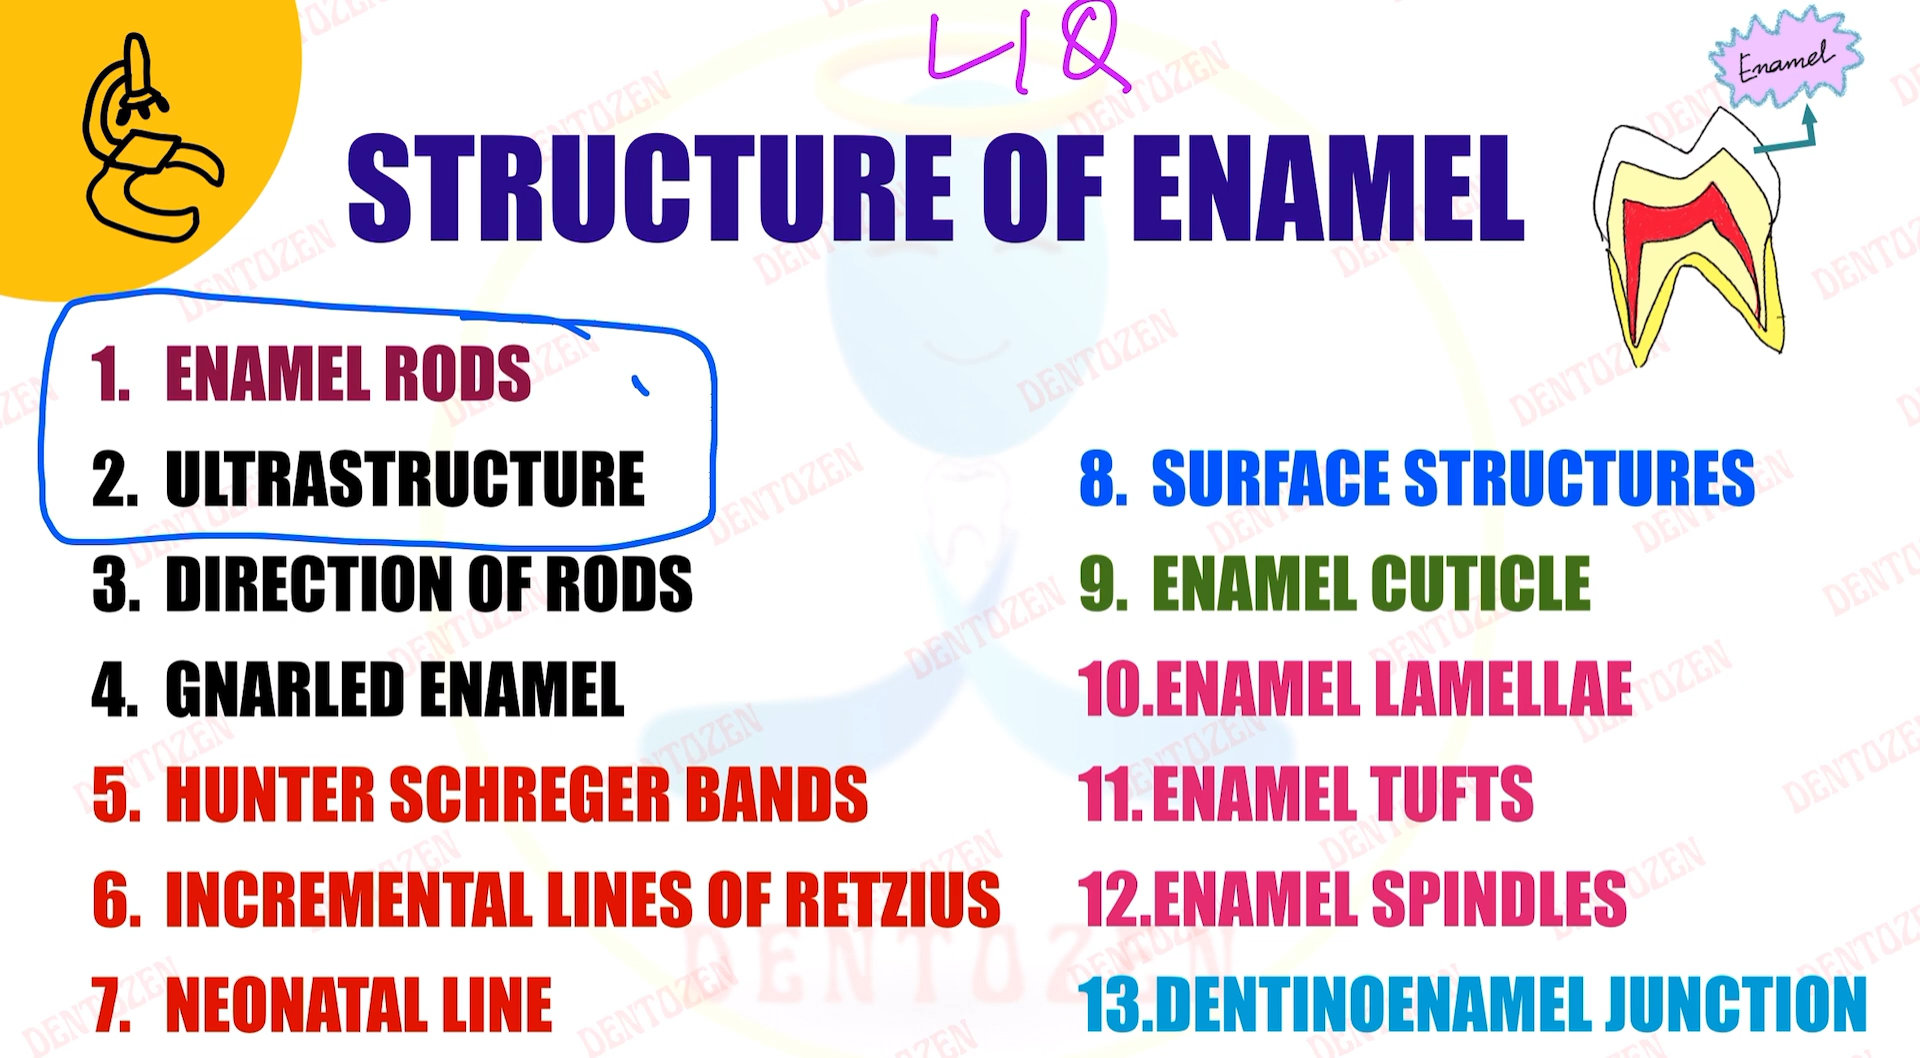 LIQ
Enamel
STRUCTURE OF ENAMEL
1. ENAMEL RODS
2. ULTRASTRUCTURE
3. DIRECTION OF RODS
4. GNARLED ENAMEL
5. HUNTER SCHREGER BANDS
6. INCREMENTAL LINES OF RETZIUS
7. NEONATAL LINE
8. SURFACE STRUCTURES
9. ENAMEL CUTICLE
10.ENAMEL LAMELLAE
11. ENAMEL TUFTS
12.ENAMEL SPINDLES
13.DENTINOENAMEL JUNCTION
DENTOZEN